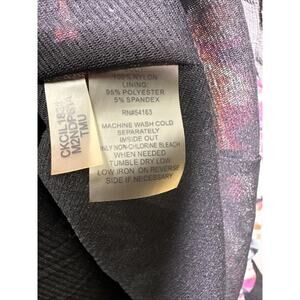 100% NYLON
LINING:
95% POLYESTER
5% SPANDEX
RN#54163
MACHINE WASH COLD
SEPARATELY
INSIDE OUT
ONLY NON-CHLORINE BLEACH
WHEN NEEDED
TUMBLE DRY LOW
LOW IRON ON REVERSE
SIDE IF NECESSARY
TMU